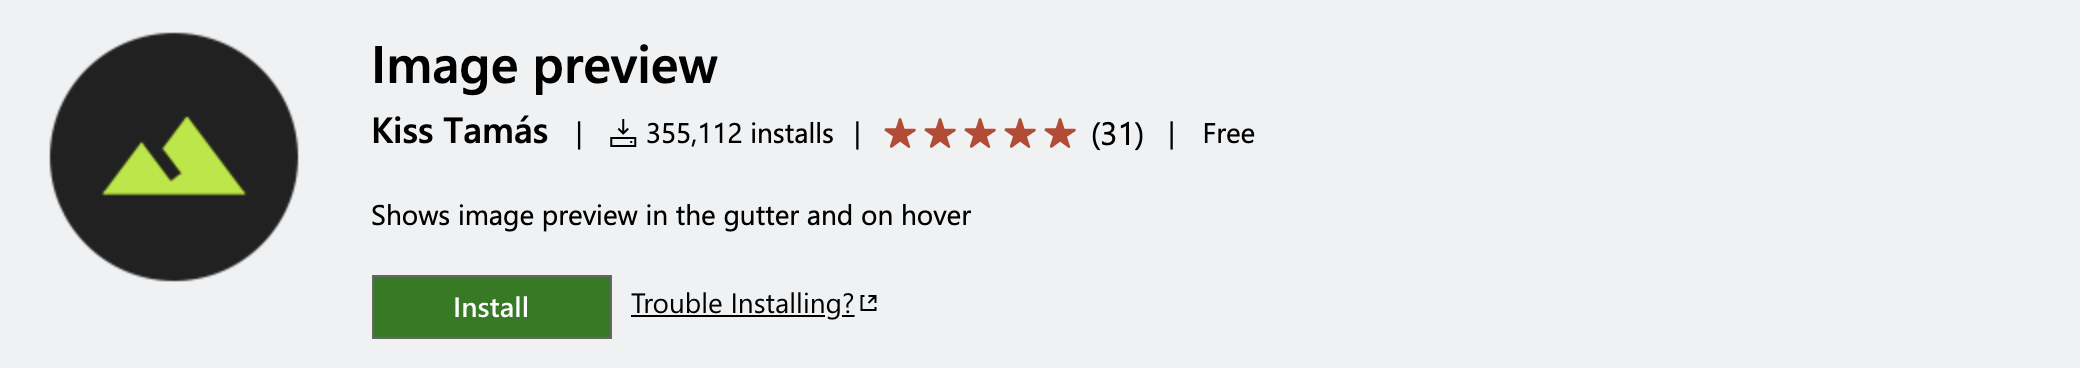 Image preview
Kiss Tamás | 355,112 installs | (31) | Free
Shows image preview in the gutter and on hover
Install Trouble Installing?